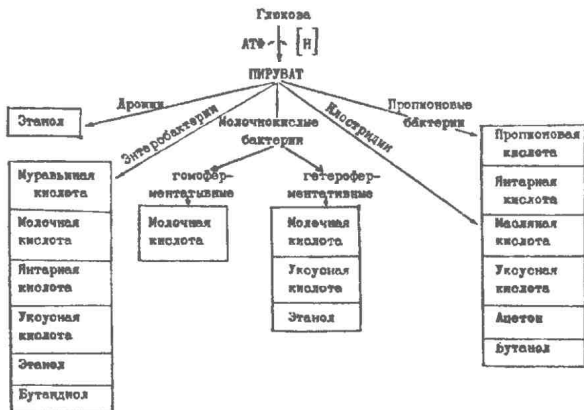 Глюкоза
АТФ [H]
ПИРУВАТ
Дрожжи
Этанол
Энтеробактерии
Молочнокислые
бактерии
Клостридии
Пропионовые
бактерии
гомофер-
ментативные
гетерофер-
ментативные
Муравьиная
кислота
Молочная
кислота
Янтарная
кислота
Уксусная
кислота
Этанол
Бутандиол
Молочная
кислота
Молочная
кислота
Уксусная
кислота
Этанол
Пропионовая
кислота
Янтарная
кислота
Масляная
кислота
Уксусная
кислота
Ацетон
Бутанол